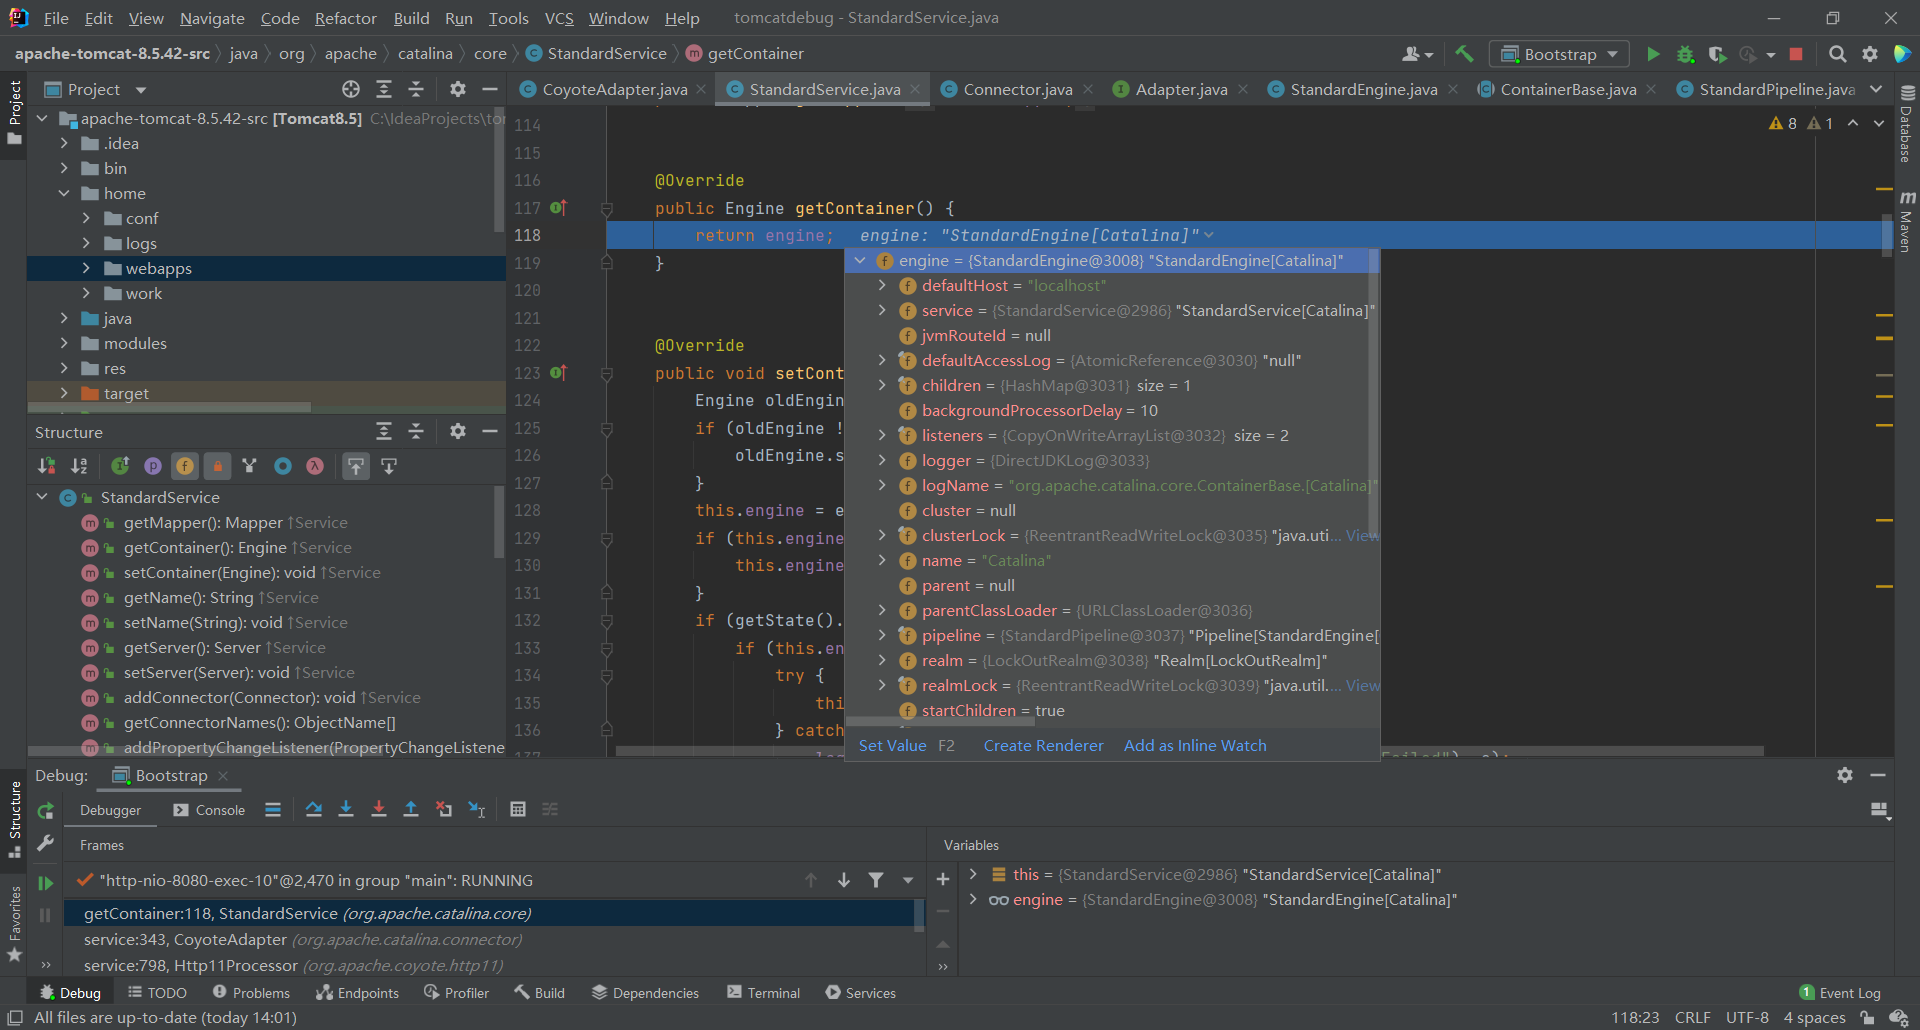 File Edit View Navigate Code Refactor Build Run Tools VCS Window Help tomcatdebug - StandardService.java
apache-tomcat-8.5.42-src java org apache catalina core StandardService getContainer Bootstrap
Project
Project
CoyoteAdapter.java StandardService.java Connector.java Adapter.java StandardEngine.java ContainerBase.java StandardPipeline.java
Database
Maven
apache-tomcat-8.5.42-src [Tomcat8.5] C:\IdeaProjects\to
.idea
bin
home
conf
logs
webapps
work
java
modules
res
target
8 1
114
115
116 @Override
117 public Engine getContainer() {
118 return engine; engine: "StandardEngine[Catalina]"
119 }
120
121
122 @Override
123 public void setCont
124 Engine oldEngin
125 if (oldEngine !
126 oldEngine.s
127 }
128 this.engine = e
129 if (this.engine
130 this.engine
131 }
132 if (getState().
133 if (this.en
134 try {
135 thi
136 } catch
137
engine = {StandardEngine@3008} "StandardEngine[Catalina]"
defaultHost = "localhost"
service = {StandardService@2986} "StandardService[Catalina]"
jvmRouteId = null
defaultAccessLog = {AtomicReference@3030} "null"
children = {HashMap@3031} size = 1
backgroundProcessorDelay = 10
listeners = {CopyOnWriteArrayList@3032} size = 2
logger = {DirectJDKLog@3033}
logName = "org.apache.catalina.core.ContainerBase.[Catalina]"
cluster = null
clusterLock = {ReentrantReadWriteLock@3035} "java.uti... View
name = "Catalina"
parent = null
parentClassLoader = {URLClassLoader@3036}
pipeline = {StandardPipeline@3037} "Pipeline[StandardEngine[
realm = {LockOutRealm@3038} "Realm[LockOutRealm]"
realmLock = {ReentrantReadWriteLock@3039} "java.util.... View
startChildren = true
Set Value F2 Create Renderer Add as Inline Watch
Structure
StandardService
getMapper(): Mapper ↑Service
getContainer(): Engine ↑Service
setContainer(Engine): void ↑Service
getName(): String ↑Service
setName(String): void ↑Service
getServer(): Server ↑Service
setServer(Server): void ↑Service
addConnector(Connector): void ↑Service
getConnectorNames(): ObjectName[]
addPropertyChangeListener(PropertyChangeListene
Structure
Favorites
Debug: Bootstrap
Debugger Console
Frames
Variables
"http-nio-8080-exec-10"@2,470 in group "main": RUNNING
getContainer:118, StandardService (org.apache.catalina.core)
service:343, CoyoteAdapter (org.apache.catalina.connector)
service:798, Http11Processor (org.apache.coyote.http11)
this = {StandardService@2986} "StandardService[Catalina]"
engine = {StandardEngine@3008} "StandardEngine[Catalina]"
Debug TODO Problems Endpoints Profiler Build Dependencies Terminal Services 1 Event Log
All files are up-to-date (today 14:01) 118:23 CRLF UTF-8 4 spaces